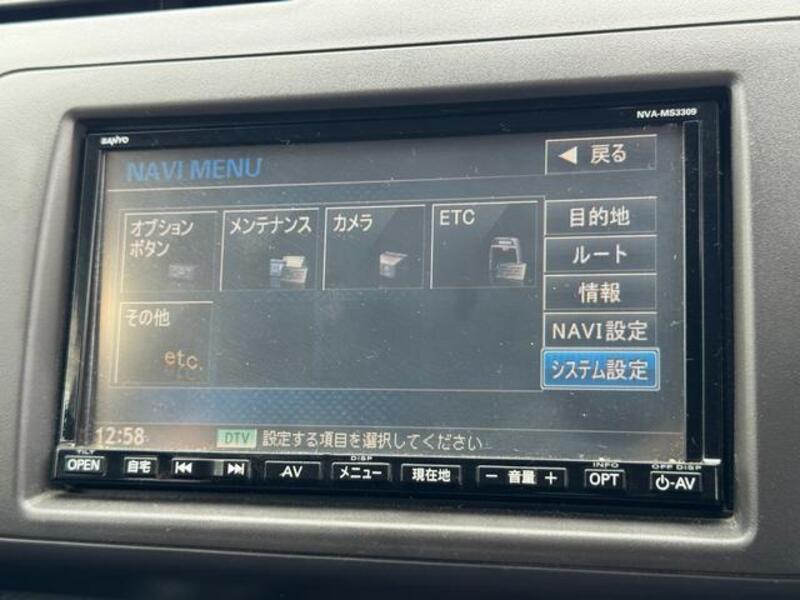 SANYO
NVA-MS3309
NAVI MENU
◀ 戻る
オプション
ボタン
メンテナンス
カメラ
ETC
目的地
ルート
情報
その他
etc.
NAVI設定
システム設定
12:58
DTV 設定する項目を選択してください
TILT
OPEN
自宅
AV
DISP
メニュー
現在地
− 音量 +
INFO
OPT
OFF DISP
⏻-AV